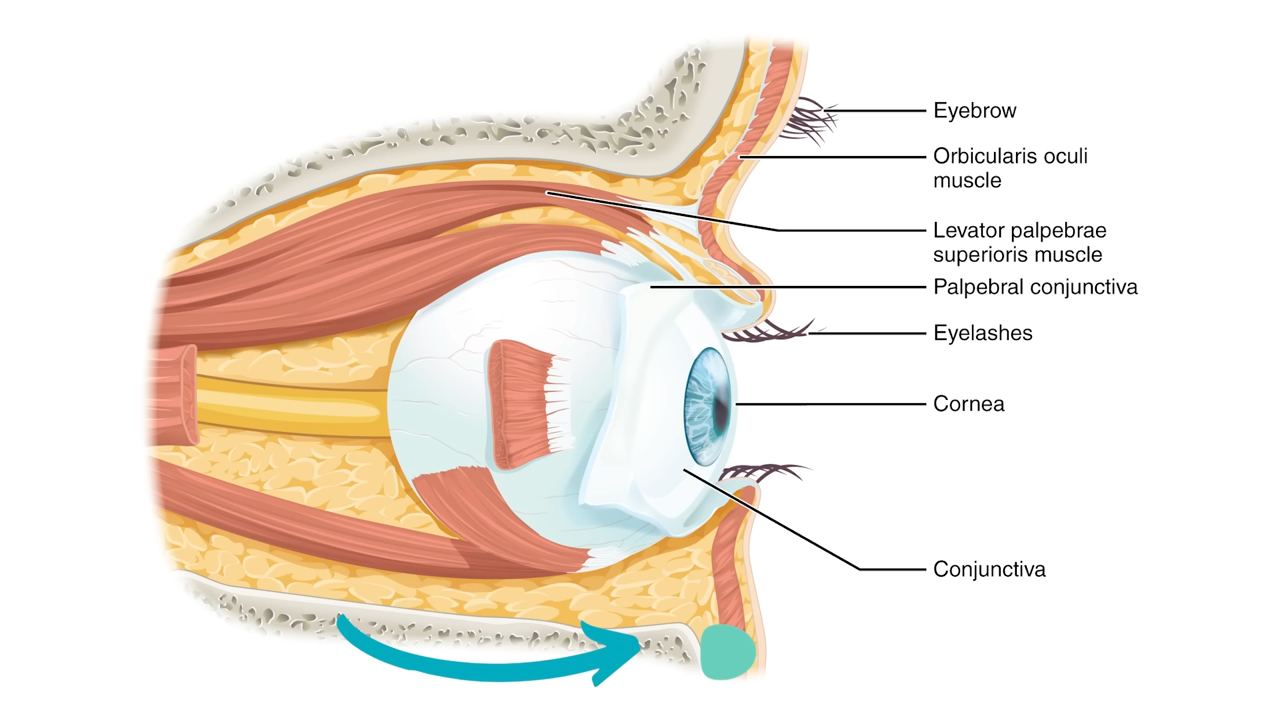 Eyebrow
Orbicularis oculi
muscle
Levator palpebrae
superioris muscle
Palpebral conjunctiva
Eyelashes
Cornea
Conjunctiva